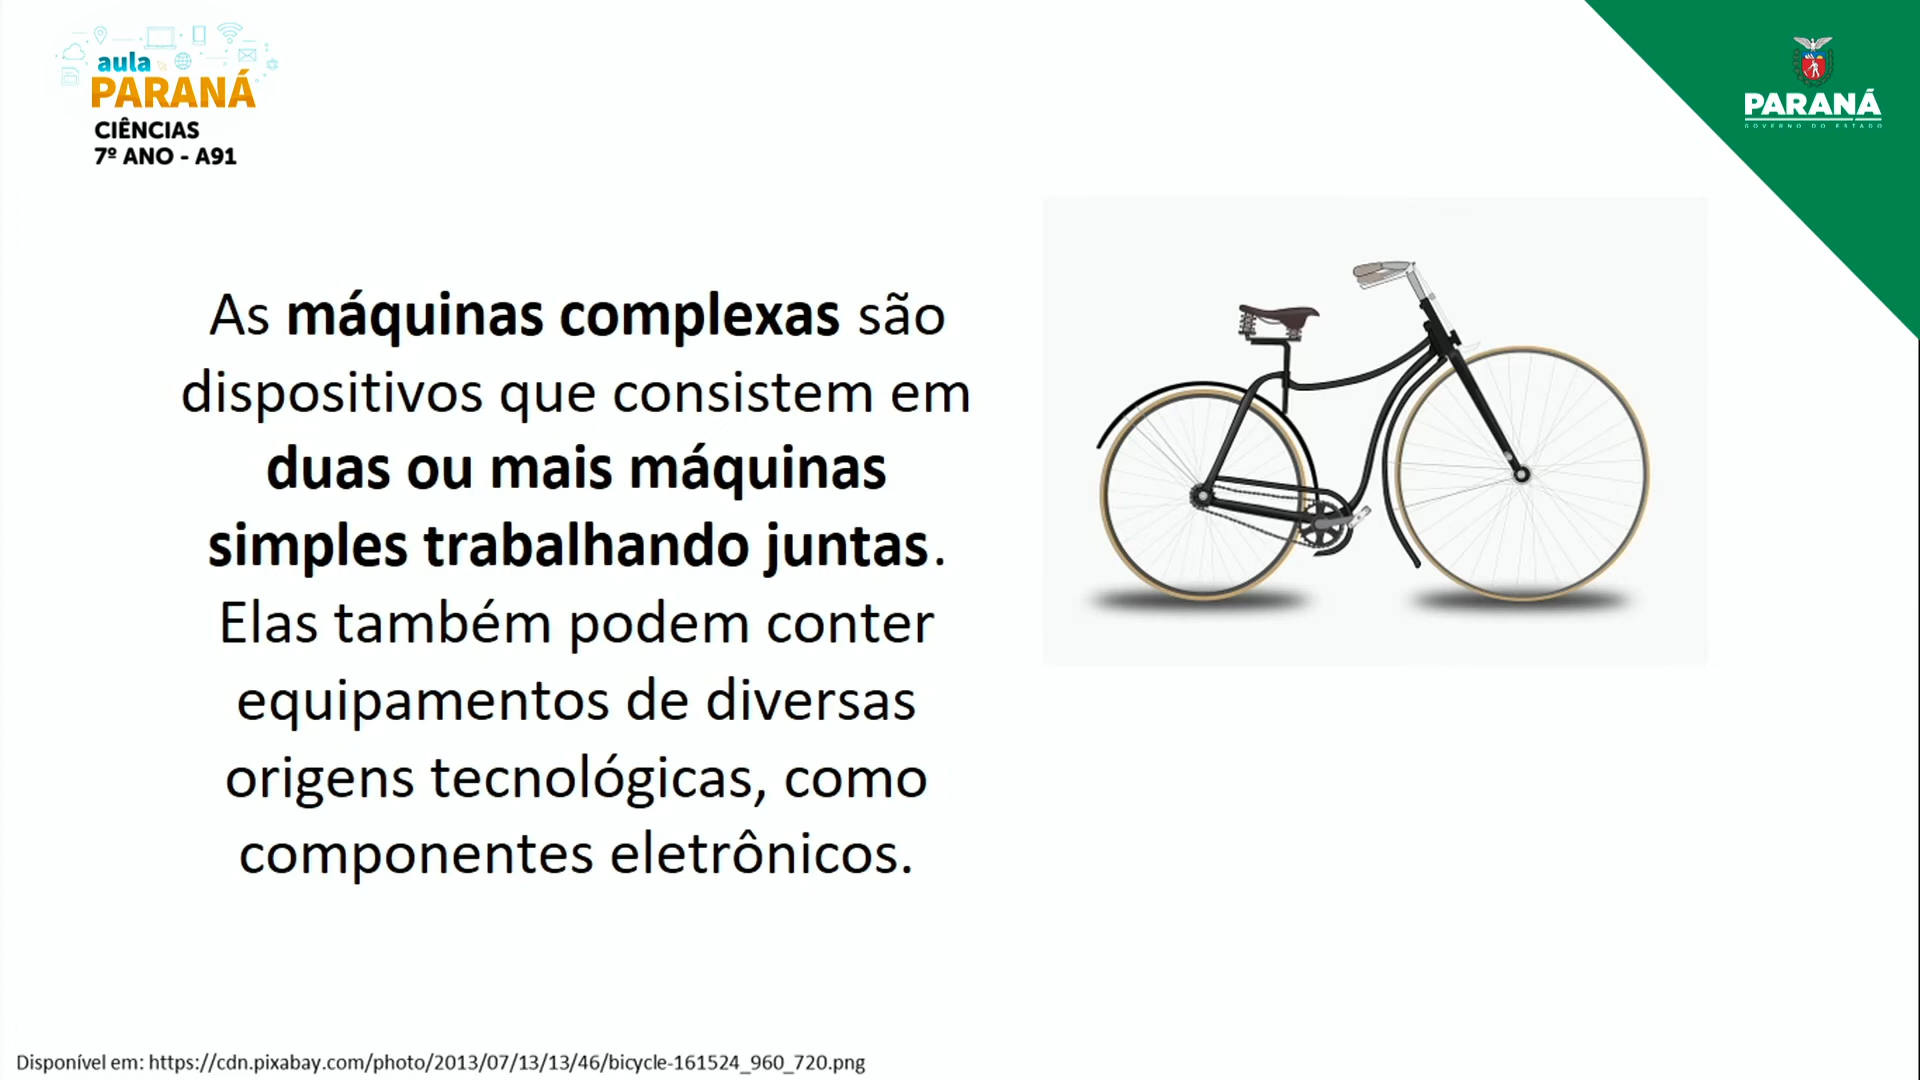 aula
PARANÁ
CIÊNCIAS
7º ANO - A91
PARANÁ
GOVERNO DO ESTADO
As máquinas complexas são
dispositivos que consistem em
duas ou mais máquinas
simples trabalhando juntas.
Elas também podem conter
equipamentos de diversas
origens tecnológicas, como
componentes eletrônicos.
Disponível em: https://cdn.pixabay.com/photo/2013/07/13/13/46/bicycle-161524_960_720.png